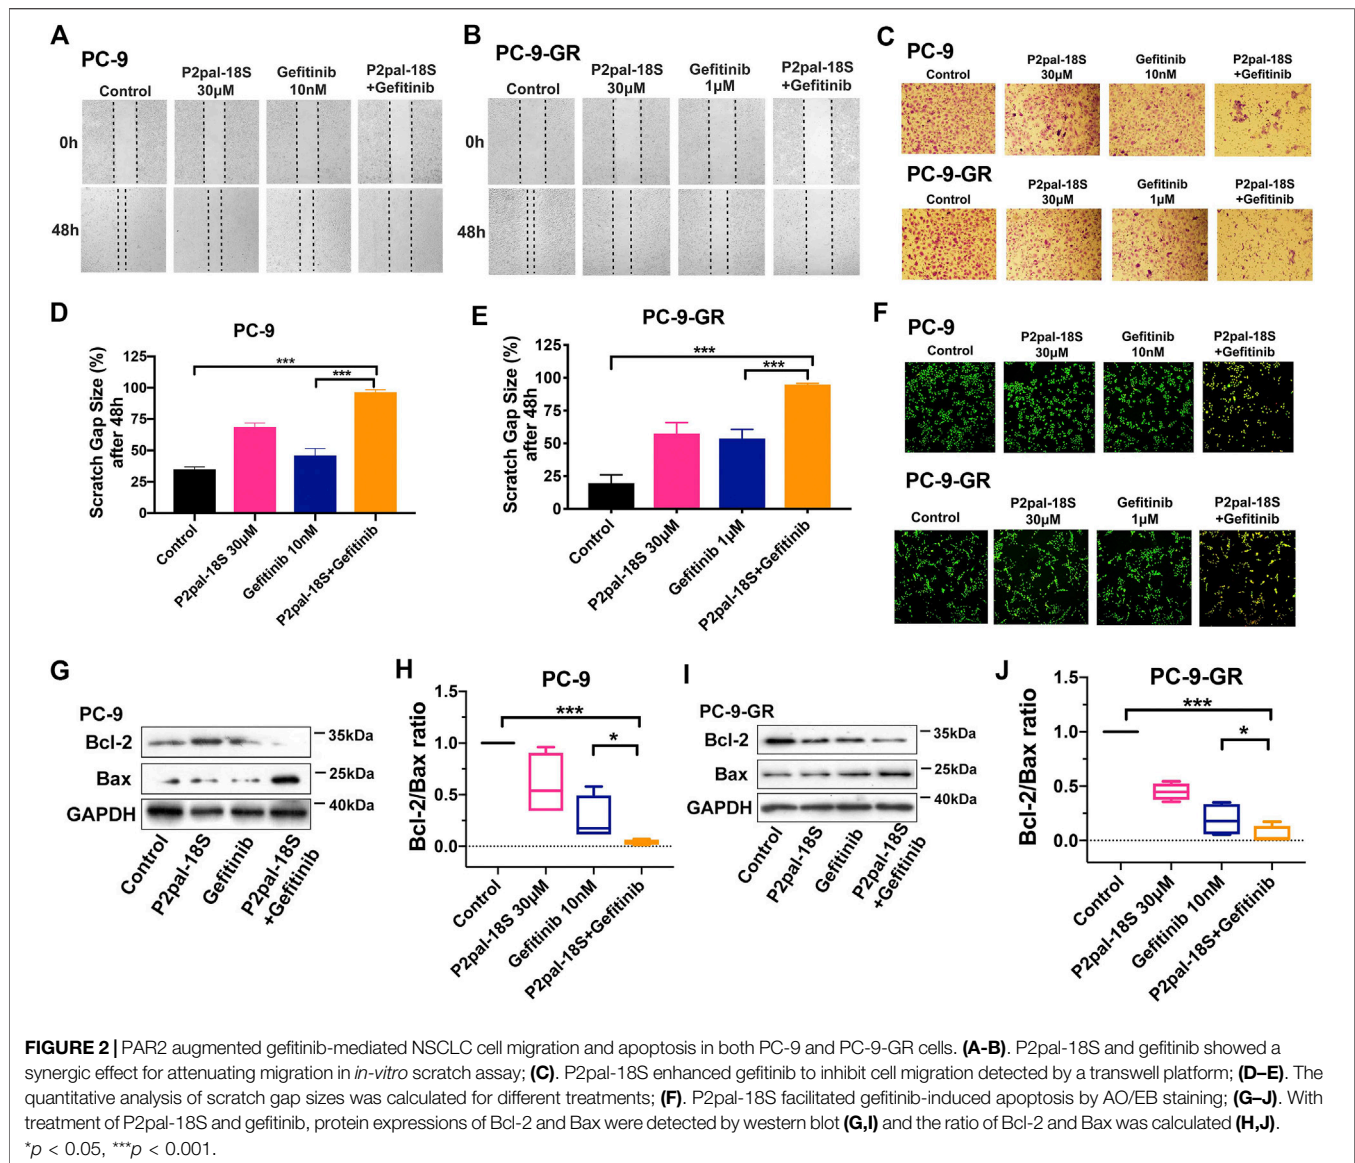 A
PC-9
Control
P2pal-18S
30μM
Gefitinib
10nM
P2pal-18S
+Gefitinib
0h
48h
B
PC-9-GR
Control
P2pal-18S
30μM
Gefitinib
1μM
P2pal-18S
+Gefitinib
0h
48h
C
PC-9
Control
P2pal-18S
30μM
Gefitinib
10nM
P2pal-18S
+Gefitinib
PC-9-GR
Control
P2pal-18S
30μM
Gefitinib
1μM
P2pal-18S
+Gefitinib
D
PC-9
Scratch Gap Size (%)
after 48h
125
100
75
50
25
0
***
***
Control
P2pal-18S 30μM
Gefitinib 10nM
P2pal-18S+Gefitinib
E
PC-9-GR
Scratch Gap Size (%)
after 48h
125
100
75
50
25
0
***
***
Control
P2pal-18S 30μM
Gefitinib 1μM
P2pal-18S+Gefitinib
F
PC-9
Control
P2pal-18S
30μM
Gefitinib
10nM
P2pal-18S
+Gefitinib
PC-9-GR
Control
P2pal-18S
30μM
Gefitinib
1μM
P2pal-18S
+Gefitinib
G
PC-9
Bcl-2
35kDa
Bax
25kDa
GAPDH
40kDa
Control
P2pal-18S
Gefitinib
P2pal-18S
+Gefitinib
H
PC-9
Bcl-2/Bax ratio
1.5
1.0
0.5
0.0
***
*
Control
P2pal-18S 30μM
Gefitinib 10nM
P2pal-18S+Gefitinib
I
PC-9-GR
Bcl-2
35kDa
Bax
25kDa
GAPDH
40kDa
Control
P2pal-18S
Gefitinib
P2pal-18S
+Gefitinib
J
PC-9-GR
Bcl-2/Bax ratio
1.5
1.0
0.5
0.0
***
*
Control
P2pal-18S 30μM
Gefitinib 10nM
P2pal-18S+Gefitinib
FIGURE 2 | PAR2 augmented gefitinib-mediated NSCLC cell migration and apoptosis in both PC-9 and PC-9-GR cells. (A-B). P2pal-18S and gefitinib showed a
synergic effect for attenuating migration in in-vitro scratch assay; (C). P2pal-18S enhanced gefitinib to inhibit cell migration detected by a transwell platform; (D–E). The
quantitative analysis of scratch gap sizes was calculated for different treatments; (F). P2pal-18S facilitated gefitinib-induced apoptosis by AO/EB staining; (G–J). With
treatment of P2pal-18S and gefitinib, protein expressions of Bcl-2 and Bax were detected by western blot (G,I) and the ratio of Bcl-2 and Bax was calculated (H,J).
*p < 0.05, ***p < 0.001.